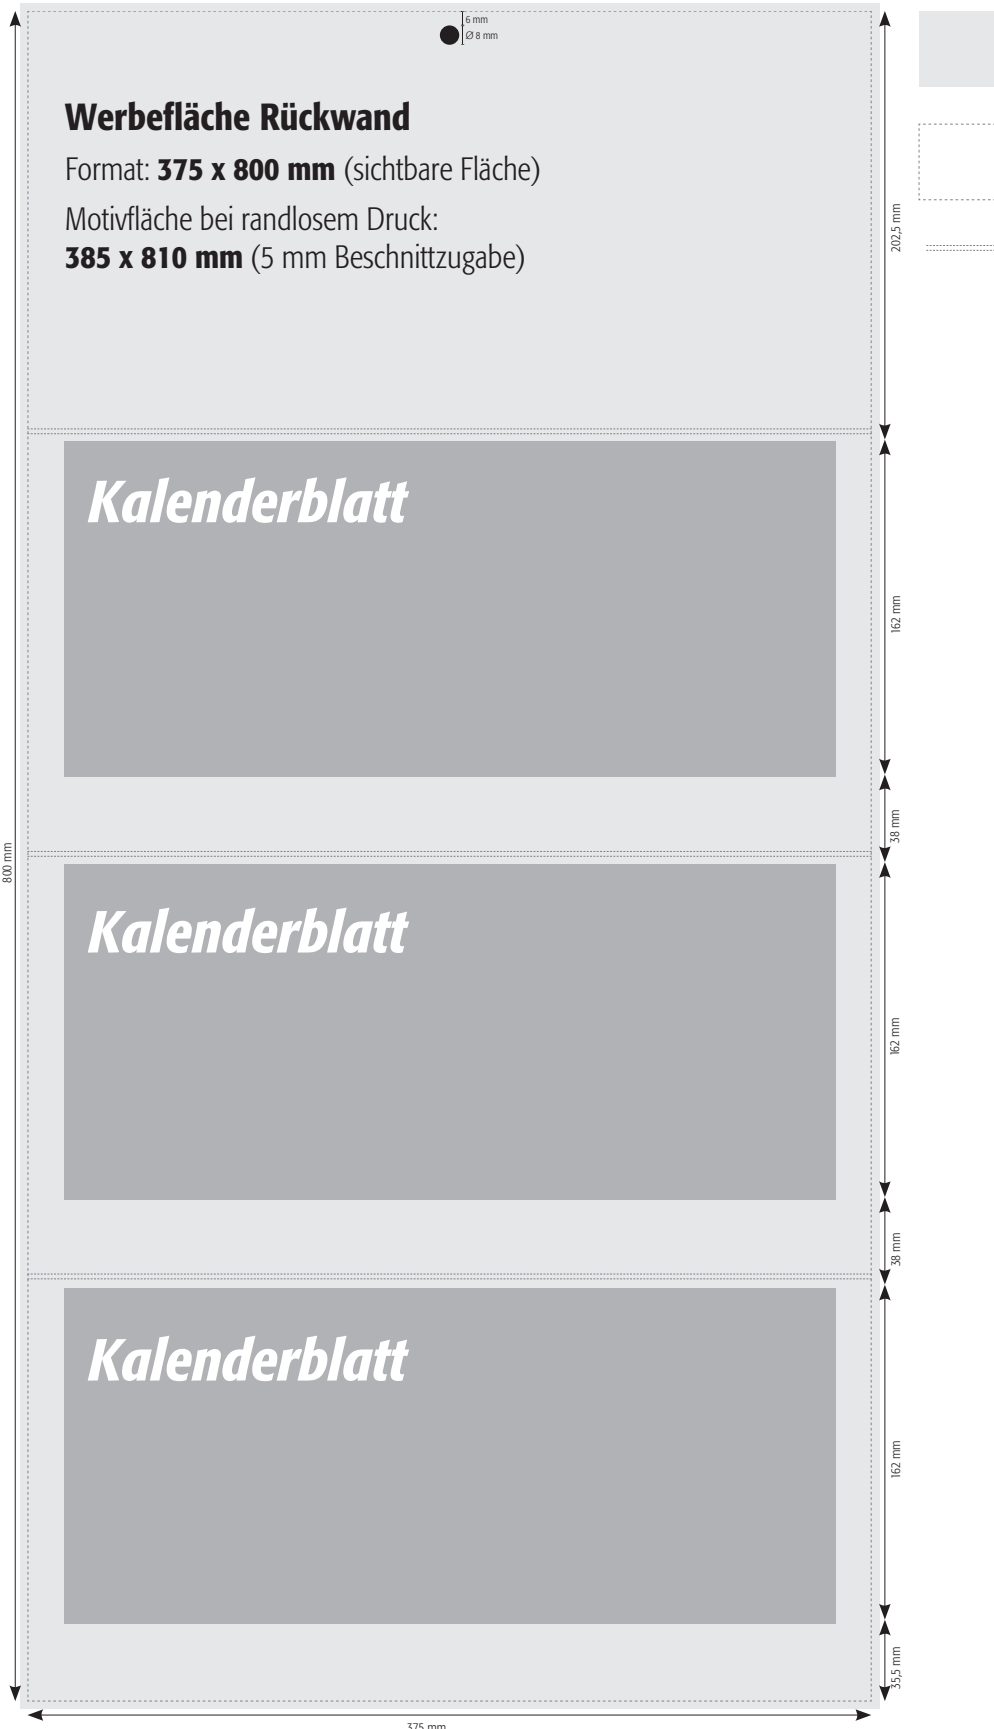 6 mm
Ø 8 mm
Werbefläche Rückwand
Format: 375 x 800 mm (sichtbare Fläche)
Motivfläche bei randlosem Druck:
385 x 810 mm (5 mm Beschnittzugabe)
202,5 mm
Kalenderblatt
162 mm
38 mm
800 mm
Kalenderblatt
162 mm
38 mm
Kalenderblatt
162 mm
35,5 mm
375 mm